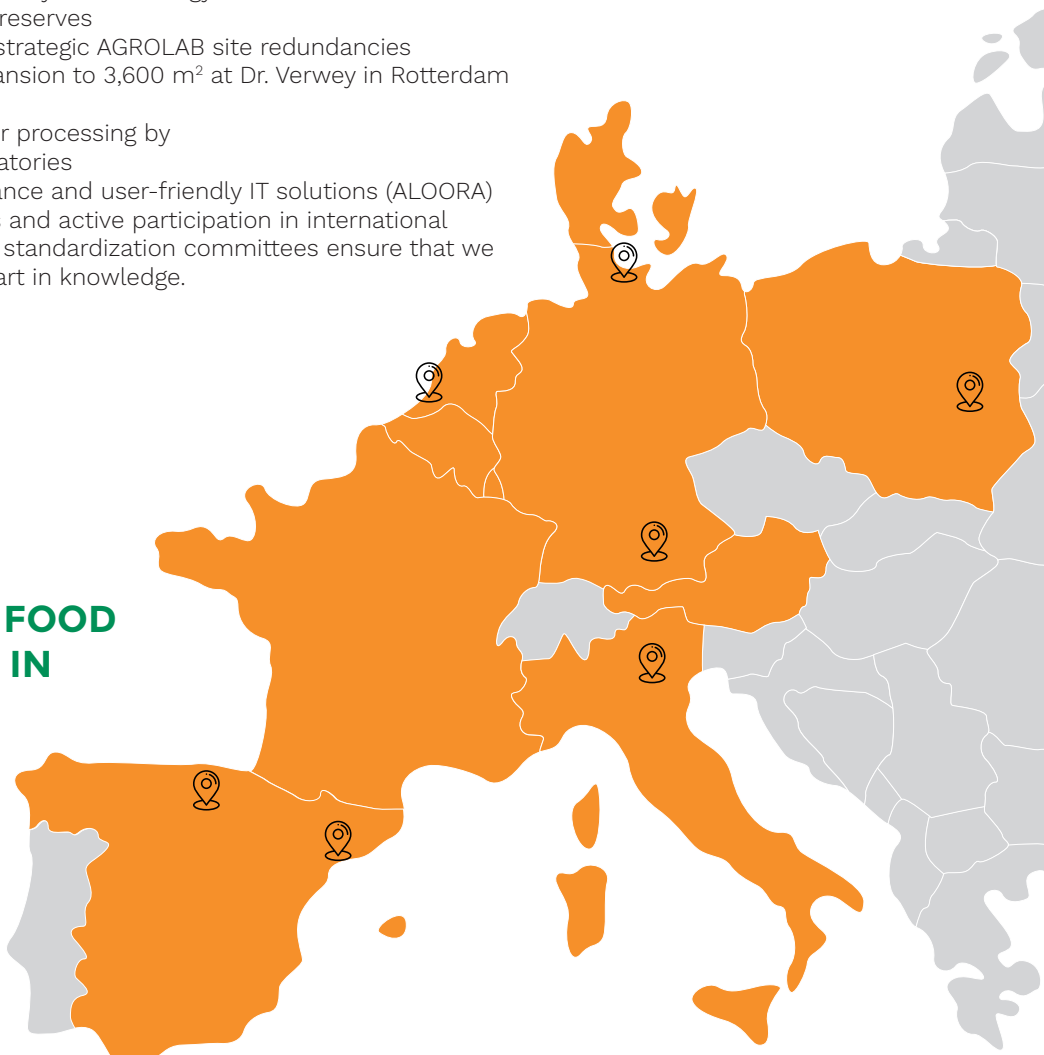 reserves
strategic AGROLAB site redundancies
ansion to 3,600 m² at Dr. Verwey in Rotterdam
r processing by
atories
ance and user-friendly IT solutions (ALOORA)
s and active participation in international
standardization committees ensure that we
art in knowledge.
FOOD
IN